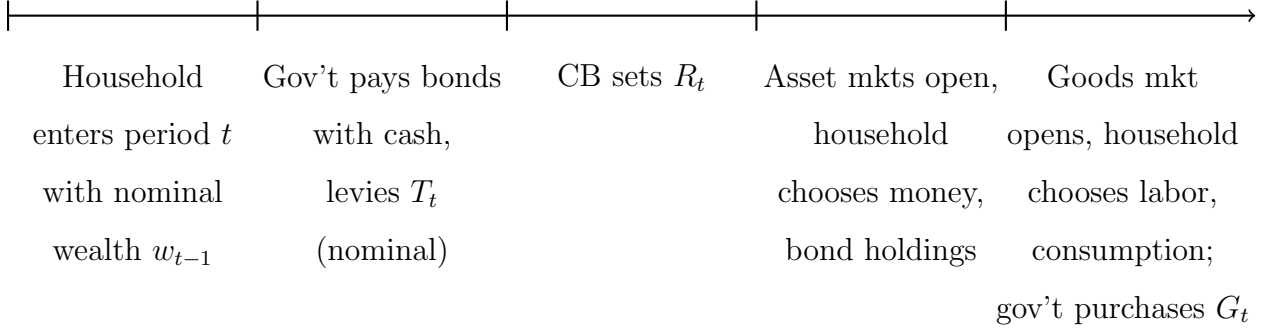 Household
enters period t
with nominal
wealth w_{t−1}
Gov't pays bonds
with cash,
levies T_t
(nominal)
CB sets R_t
Asset mkts open,
household
chooses money,
bond holdings
Goods mkt
opens, household
chooses labor,
consumption;
gov't purchases G_t